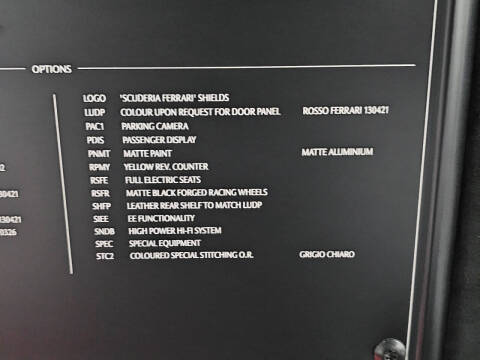 OPTIONS
LOGO 'SCUDERIA FERRARI' SHIELDS
LUDP COLOUR UPON REQUEST FOR DOOR PANEL ROSSO FERRARI 130421
PAC1 PARKING CAMERA
PDIS PASSENGER DISPLAY
PNMT MATTE PAINT MATTE ALUMINIUM
RPMY YELLOW REV. COUNTER
RSFE FULL ELECTRIC SEATS
RSFR MATTE BLACK FORGED RACING WHEELS
SHFP LEATHER REAR SHELF TO MATCH LUDP
SIEE EE FUNCTIONALITY
SNDB HIGH POWER HI-FI SYSTEM
SPEC SPECIAL EQUIPMENT
STC2 COLOURED SPECIAL STITCHING O.R. GRIGIO CHIARO